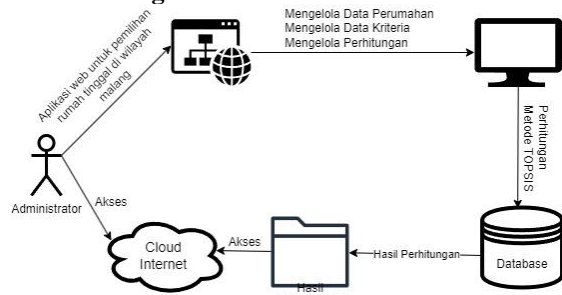 Aplikasi web untuk pemilihan
rumah tinggal di wilayah
malang
Mengelola Data Perumahan
Mengelola Data Kriteria
Mengelola Perhitungan
Perhitungan
Metode TOPSIS
Administrator
Akses
Cloud
Internet
Akses
Hasil
Hasil Perhitungan
Database